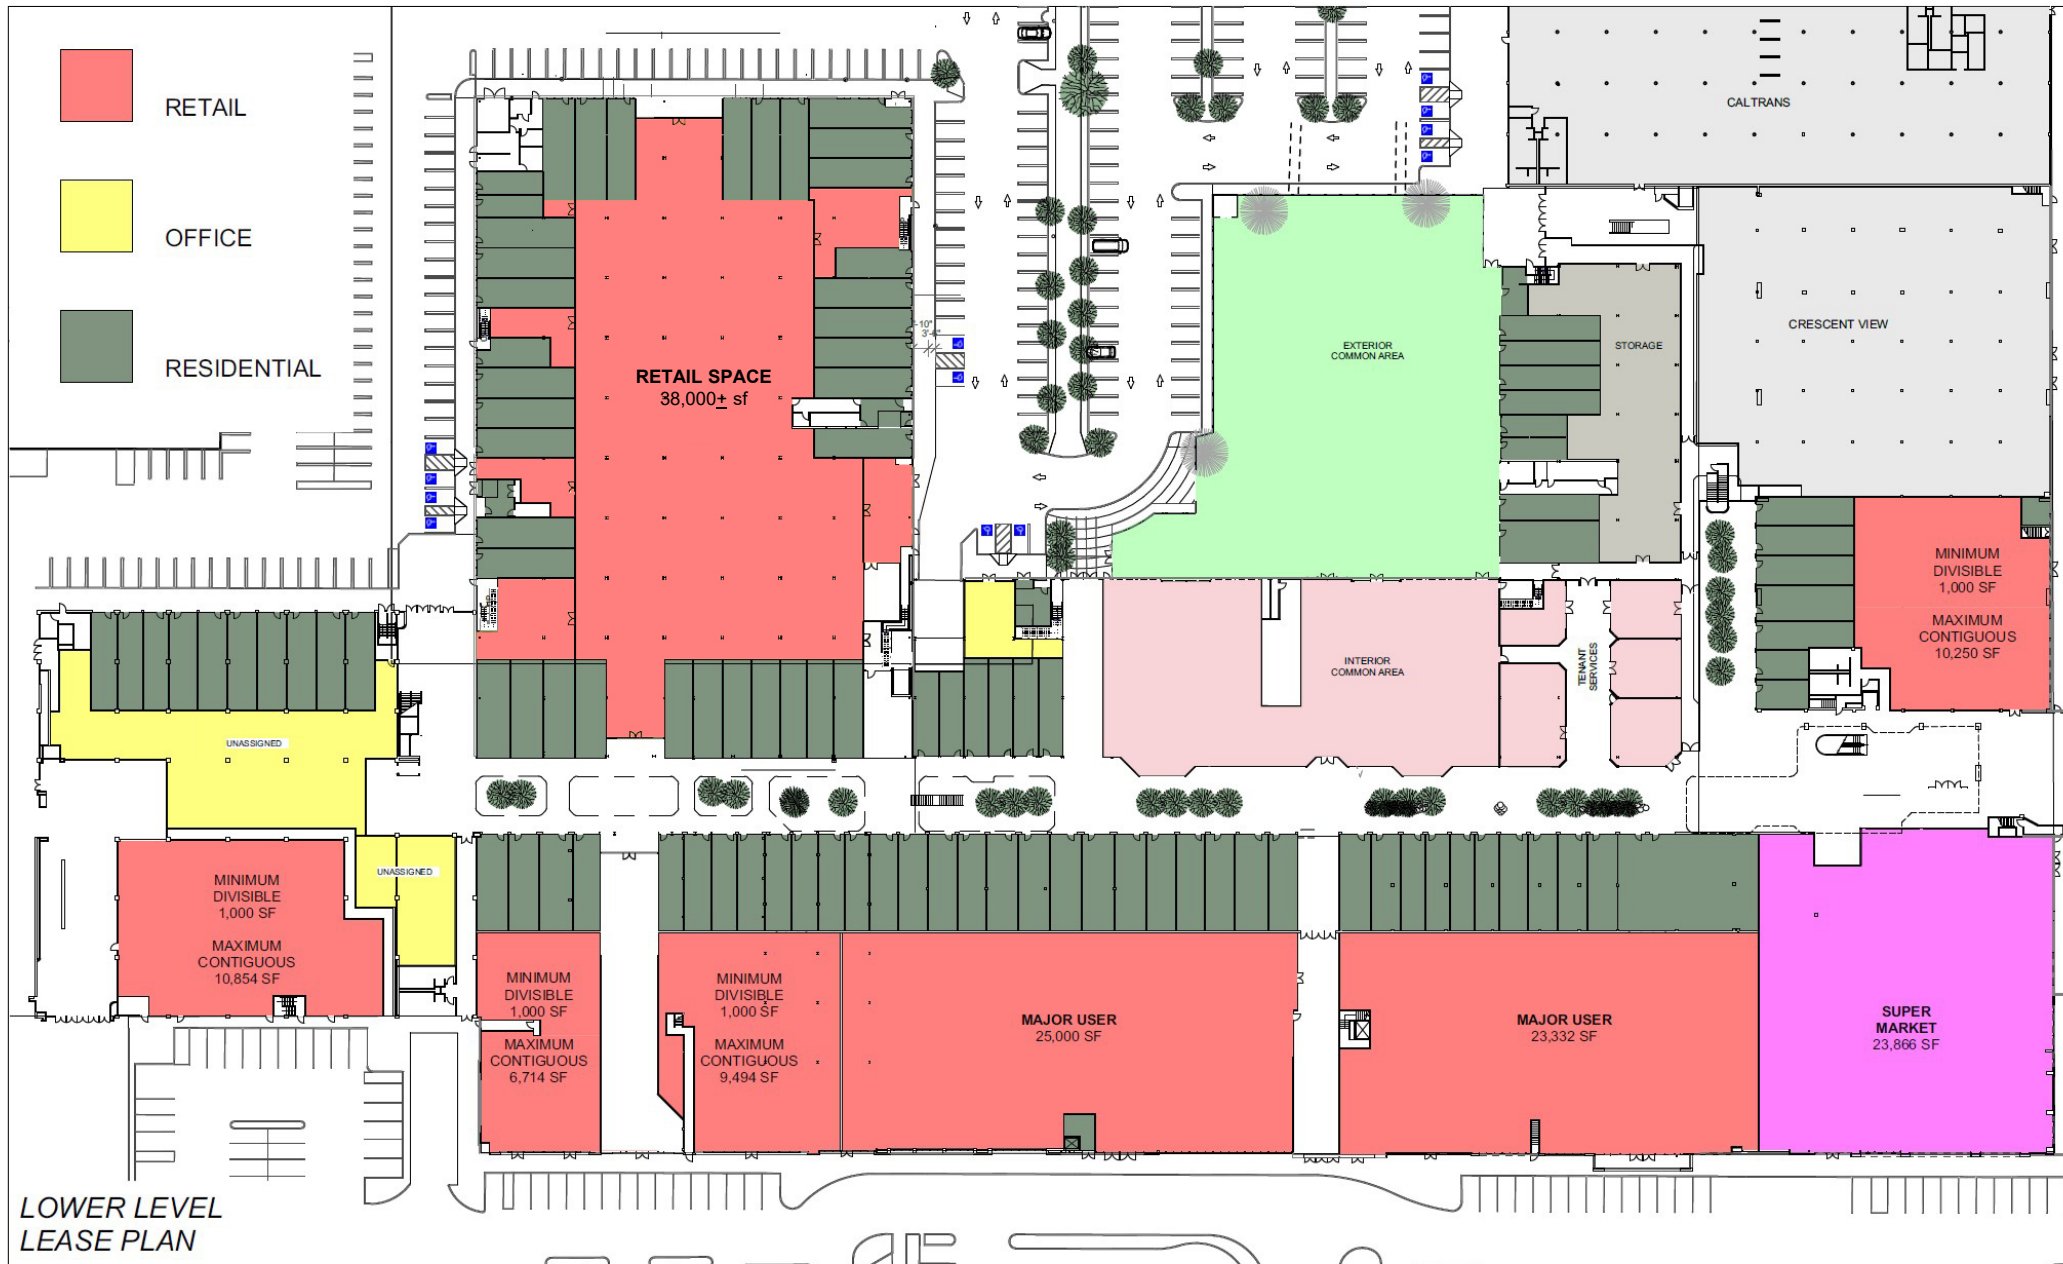 RETAIL
OFFICE
RESIDENTIAL
CALTRANS
CRESCENT VIEW
STORAGE
EXTERIOR
COMMON AREA
RETAIL SPACE
38,000± sf
MINIMUM
DIVISIBLE
1,000 SF
MAXIMUM
CONTIGUOUS
10,250 SF
INTERIOR
COMMON AREA
TENANT
SERVICES
UNASSIGNED
UNASSIGNED
MINIMUM
DIVISIBLE
1,000 SF
MAXIMUM
CONTIGUOUS
10,854 SF
MINIMUM
DIVISIBLE
1,000 SF
MAXIMUM
CONTIGUOUS
6,714 SF
MINIMUM
DIVISIBLE
1,000 SF
MAXIMUM
CONTIGUOUS
9,494 SF
MAJOR USER
25,000 SF
MAJOR USER
23,332 SF
SUPER
MARKET
23,866 SF
LOWER LEVEL
LEASE PLAN